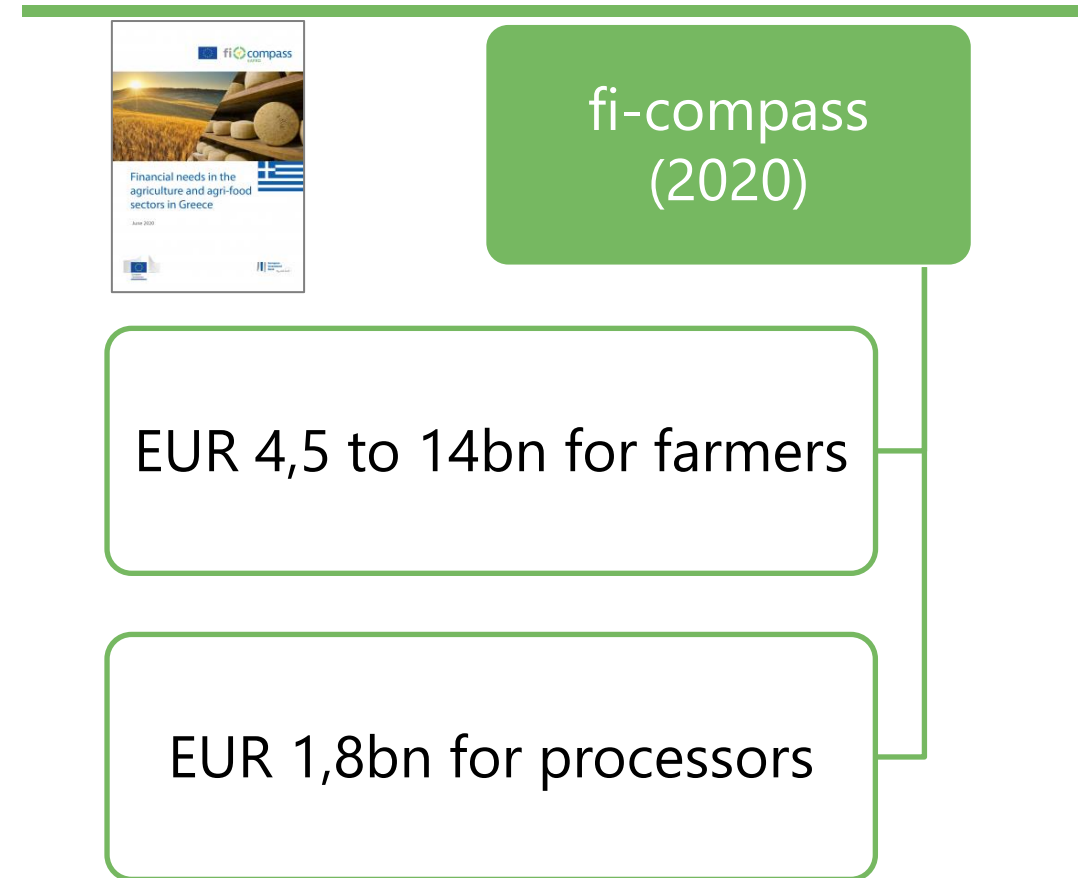 fi compass
Financial needs in the
agriculture and agri-food
sectors in Greece
June 2020
fi-compass
(2020)
EUR 4,5 to 14bn for farmers
EUR 1,8bn for processors